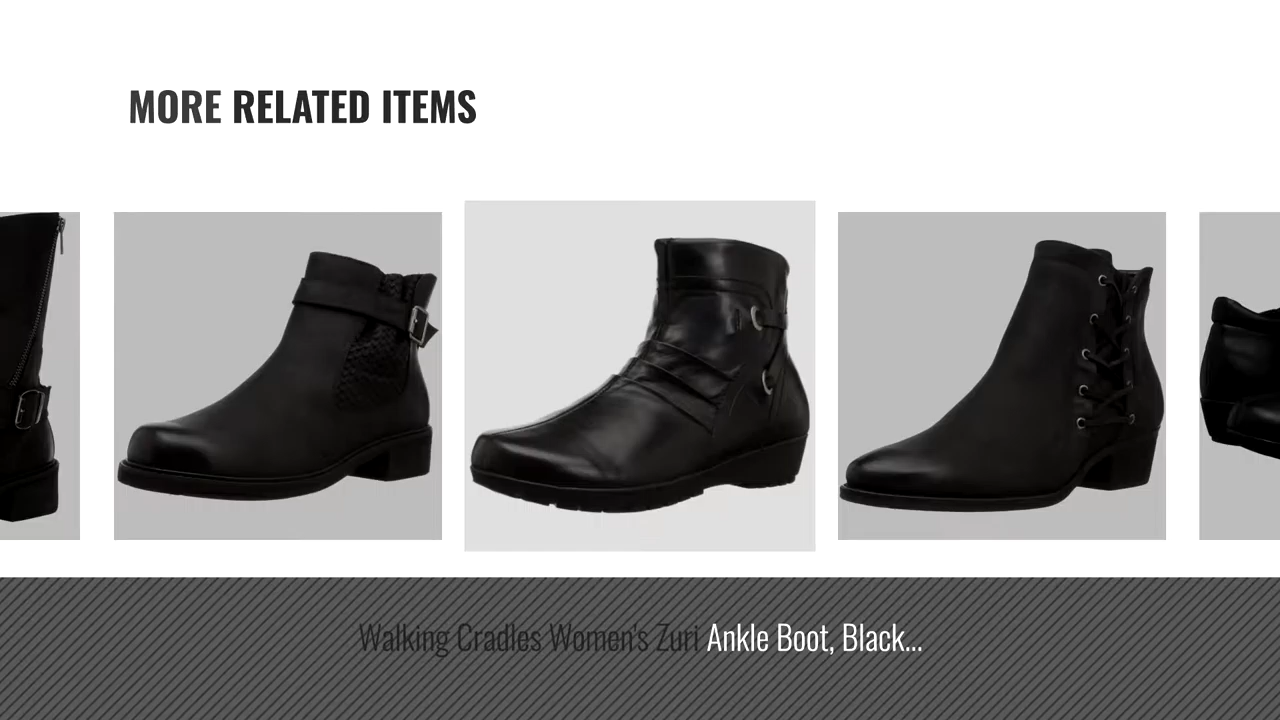 MORE RELATED ITEMS
Walking Cradles Women's Zuri Ankle Boot, Black...